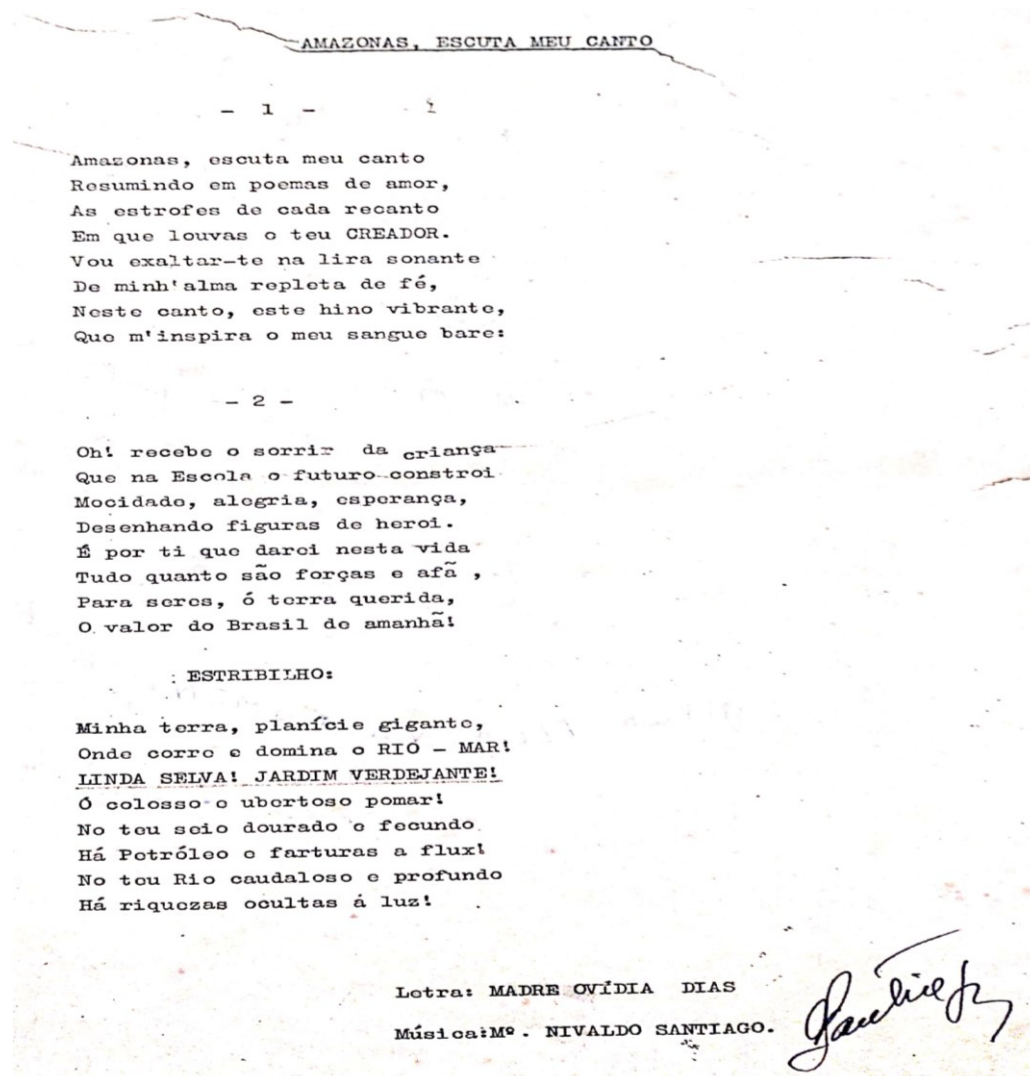 AMAZONAS, ESCUTA MEU CANTO
- 1 -
Amazonas, escuta meu canto
Resumindo em poemas de amor,
As estrofes de cada recanto
Em que louvas o teu CREADOR.
Vou exaltar-te na lira sonante
De minh'alma repleta de fé,
Neste canto, este hino vibrante,
Que m'inspira o meu sangue bare:
- 2 -
Oh! recebe o sorrir da criança
Que na Escola o futuro constroi
Mocidade, alegria, esperança,
Desenhando figuras de heroi.
É por ti que darei nesta vida
Tudo quanto são forças e afã ,
Para seres, ó terra querida,
O valor do Brasil de amanhã!
ESTRIBILHO:
Minha terra, planície gigante,
Onde corre e domina o RIO - MAR!
LINDA SELVA! JARDIM VERDEJANTE!
Ó colosso e ubertoso pomar!
No teu seio dourado e fecundo
Há Petróleo e farturas a flux!
No teu Rio caudaloso e profundo
Há riquezas ocultas á luz!
Letra: MADRE OVÍDIA DIAS
Música:Mº. NIVALDO SANTIAGO.